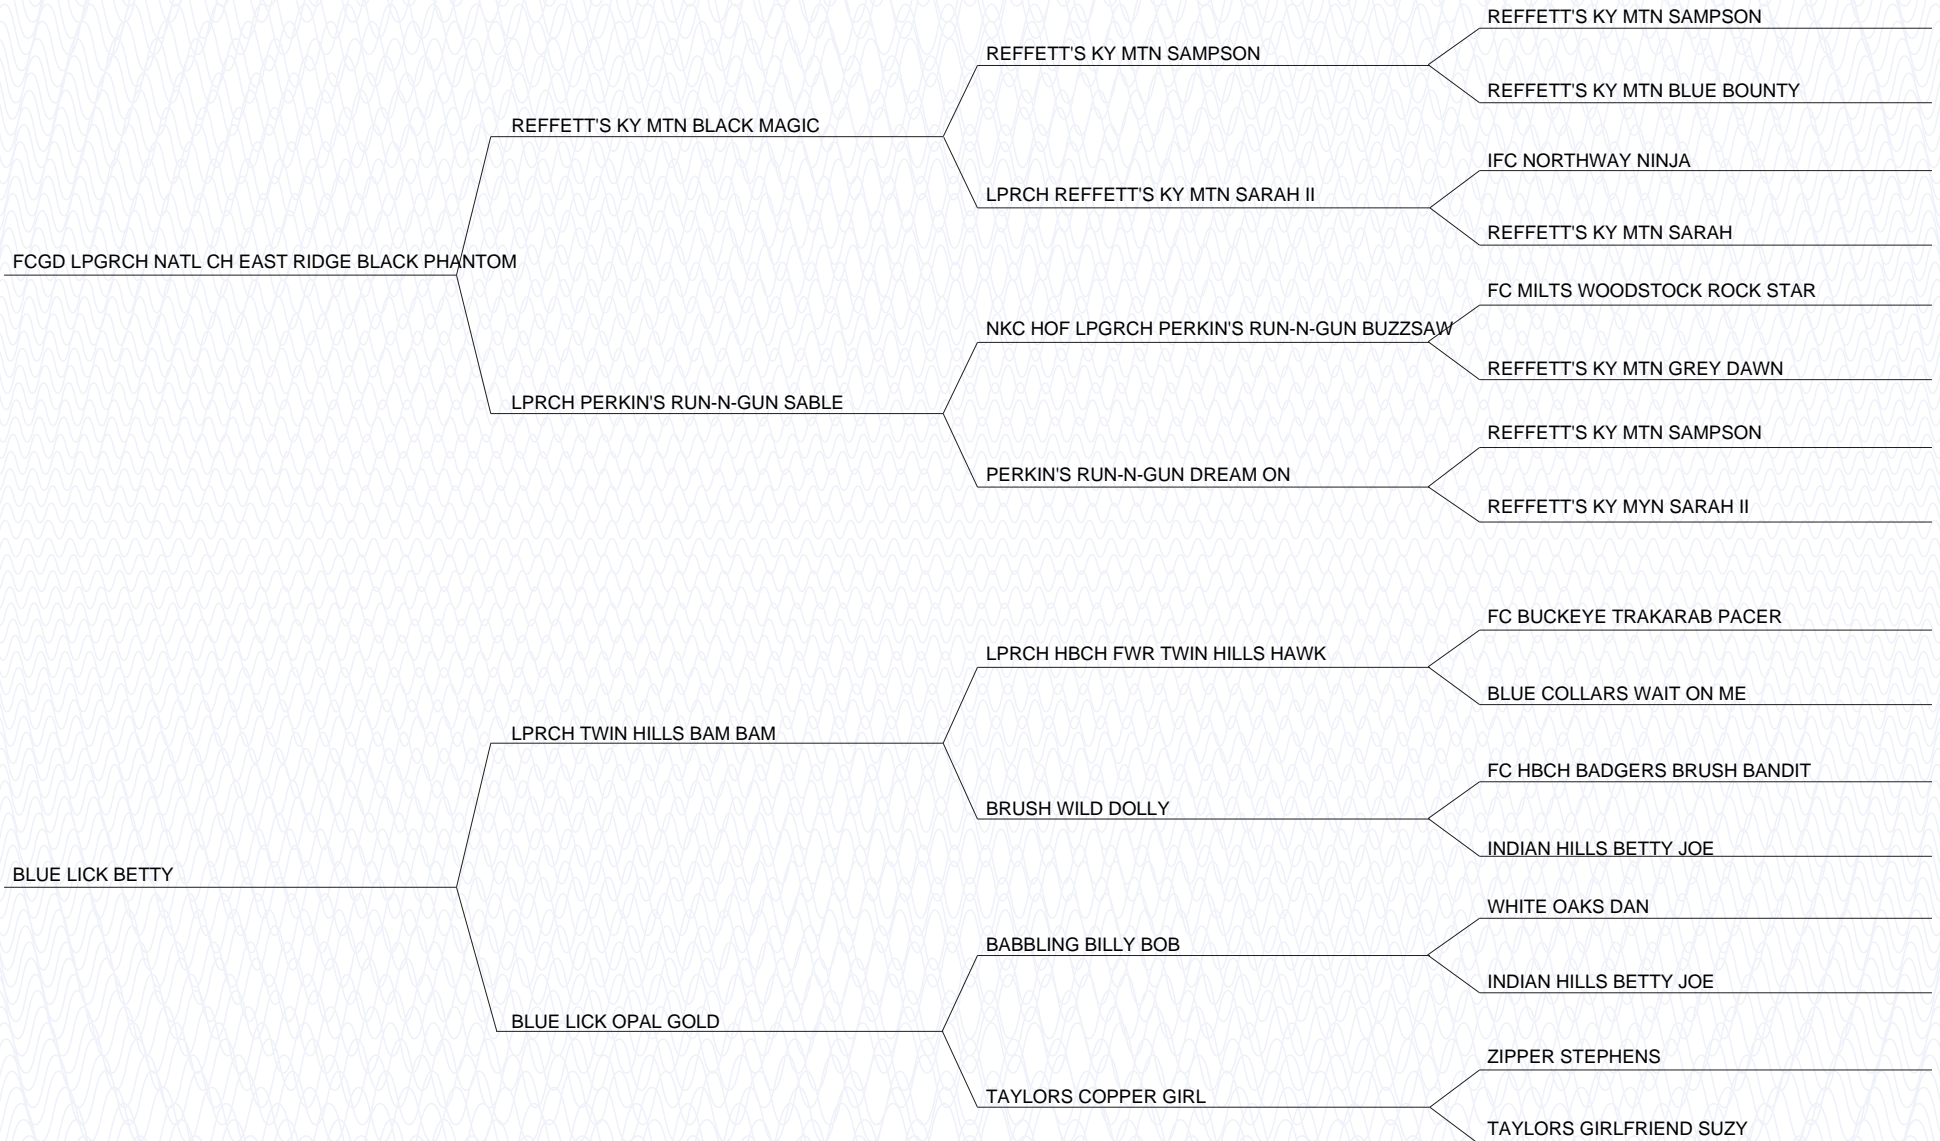 REFFETT'S KY MTN SAMPSON
REFFETT'S KY MTN SAMPSON
REFFETT'S KY MTN BLUE BOUNTY
REFFETT'S KY MTN BLACK MAGIC
IFC NORTHWAY NINJA
LPRCH REFFETT'S KY MTN SARAH II
REFFETT'S KY MTN SARAH
FCGD LPGRCH NATL CH EAST RIDGE BLACK PHANTOM
FC MILTS WOODSTOCK ROCK STAR
NKC HOF LPGRCH PERKIN'S RUN-N-GUN BUZZSAW
REFFETT'S KY MTN GREY DAWN
LPRCH PERKIN'S RUN-N-GUN SABLE
REFFETT'S KY MTN SAMPSON
PERKIN'S RUN-N-GUN DREAM ON
REFFETT'S KY MYN SARAH II
FC BUCKEYE TRAKARAB PACER
LPRCH HBCH FWR TWIN HILLS HAWK
BLUE COLLARS WAIT ON ME
LPRCH TWIN HILLS BAM BAM
FC HBCH BADGERS BRUSH BANDIT
BRUSH WILD DOLLY
INDIAN HILLS BETTY JOE
BLUE LICK BETTY
WHITE OAKS DAN
BABBLING BILLY BOB
INDIAN HILLS BETTY JOE
BLUE LICK OPAL GOLD
ZIPPER STEPHENS
TAYLORS COPPER GIRL
TAYLORS GIRLFRIEND SUZY